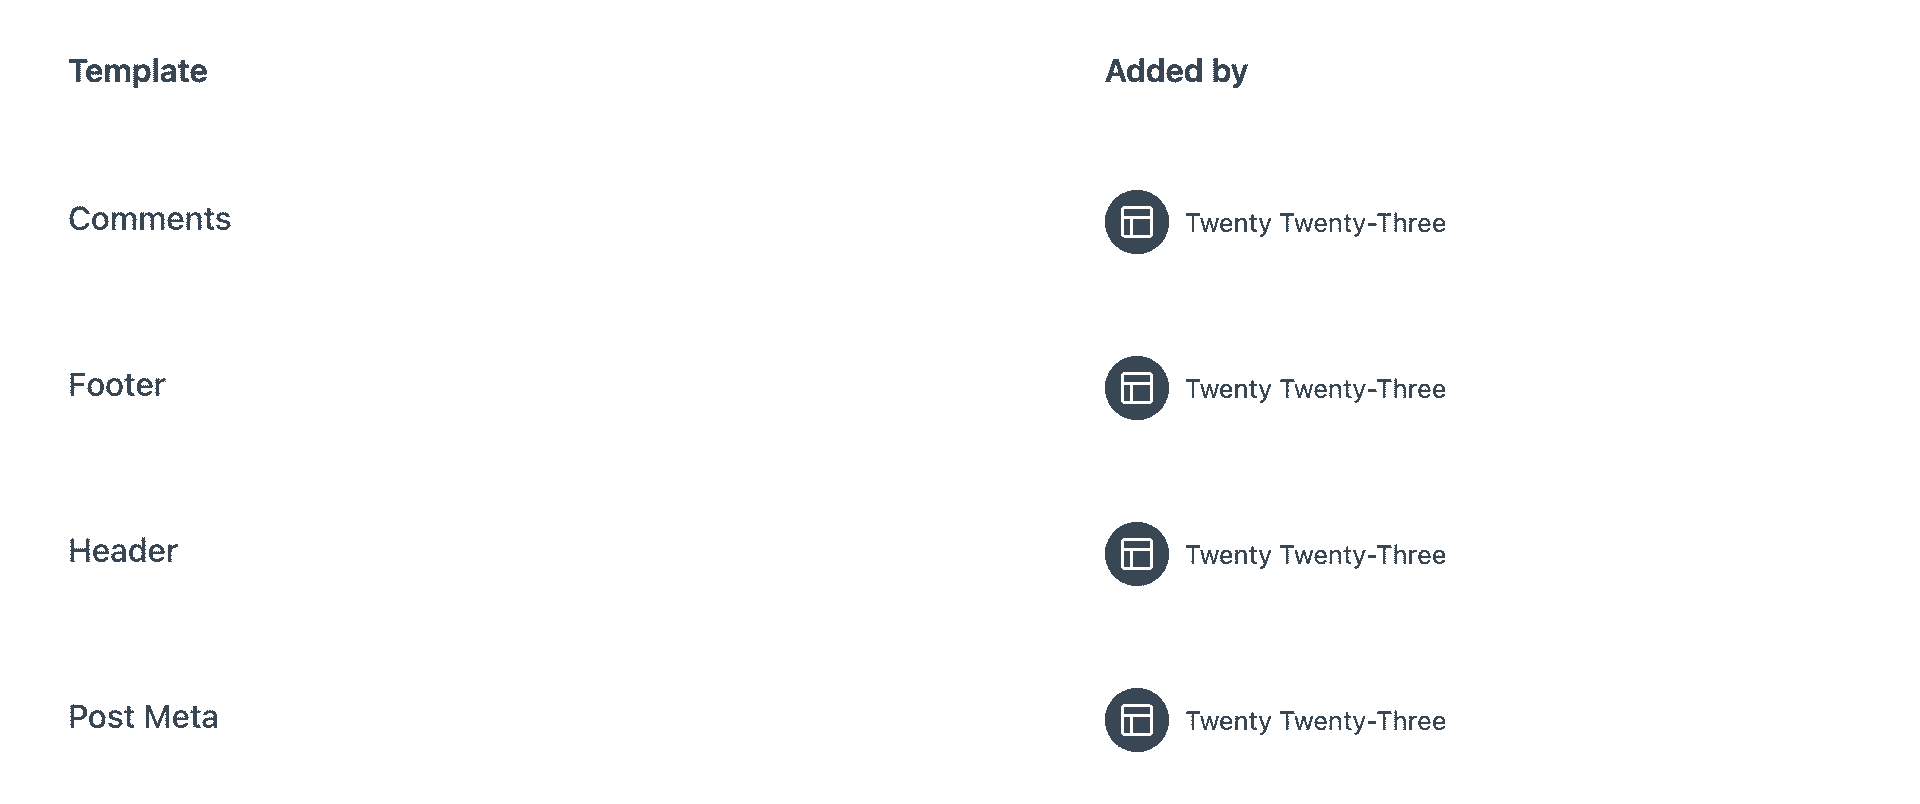 Template Added by
Comments Twenty Twenty-Three
Footer Twenty Twenty-Three
Header Twenty Twenty-Three
Post Meta Twenty Twenty-Three